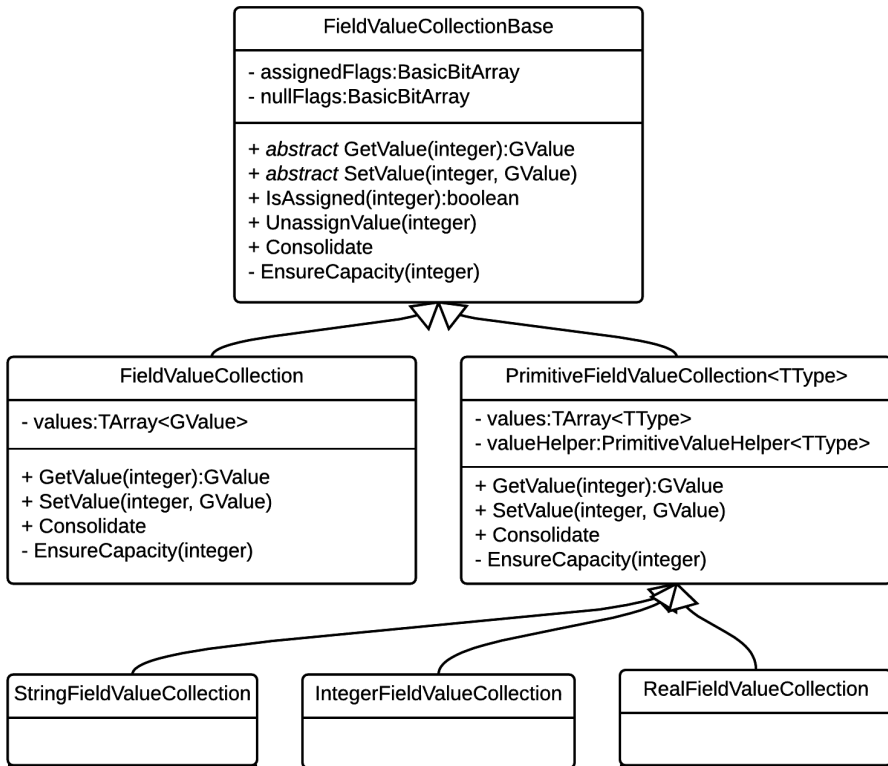 FieldValueCollectionBase
- assignedFlags:BasicBitArray
- nullFlags:BasicBitArray
+ abstract GetValue(integer):GValue
+ abstract SetValue(integer, GValue)
+ IsAssigned(integer):boolean
+ UnassignValue(integer)
+ Consolidate
- EnsureCapacity(integer)
FieldValueCollection
- values:TArray<GValue>
+ GetValue(integer):GValue
+ SetValue(integer, GValue)
+ Consolidate
- EnsureCapacity(integer)
PrimitiveFieldValueCollection<TType>
- values:TArray<TType>
- valueHelper:PrimitiveValueHelper<TType>
+ GetValue(integer):GValue
+ SetValue(integer, GValue)
+ Consolidate
- EnsureCapacity(integer)
StringFieldValueCollection
IntegerFieldValueCollection
RealFieldValueCollection